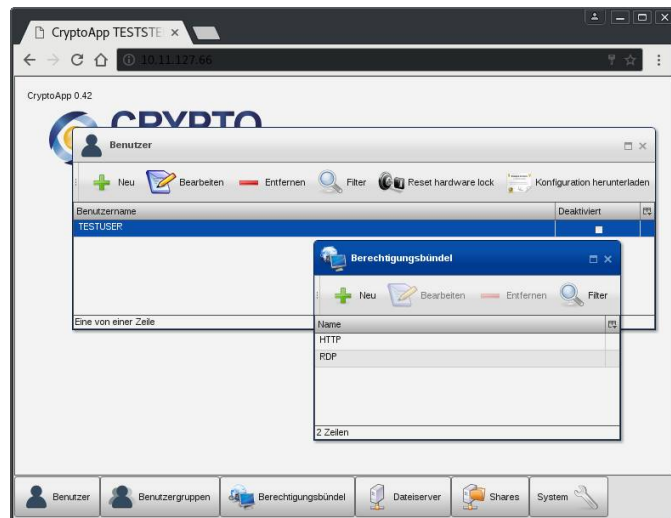 CryptoApp TESTSTE
10.11.127.66
CryptoApp 0.42
CRYPTO
Benutzer
Neu Bearbeiten Entfernen Filter Reset hardware lock Konfiguration herunterladen
Benutzername Deaktiviert
TESTUSER
Berechtigungsbündel
Neu Bearbeiten Entfernen Filter
Name
HTTP
RDP
Eine von einer Zeile
2 Zeilen
Benutzer Benutzergruppen Berechtigungsbündel Dateiserver Shares System